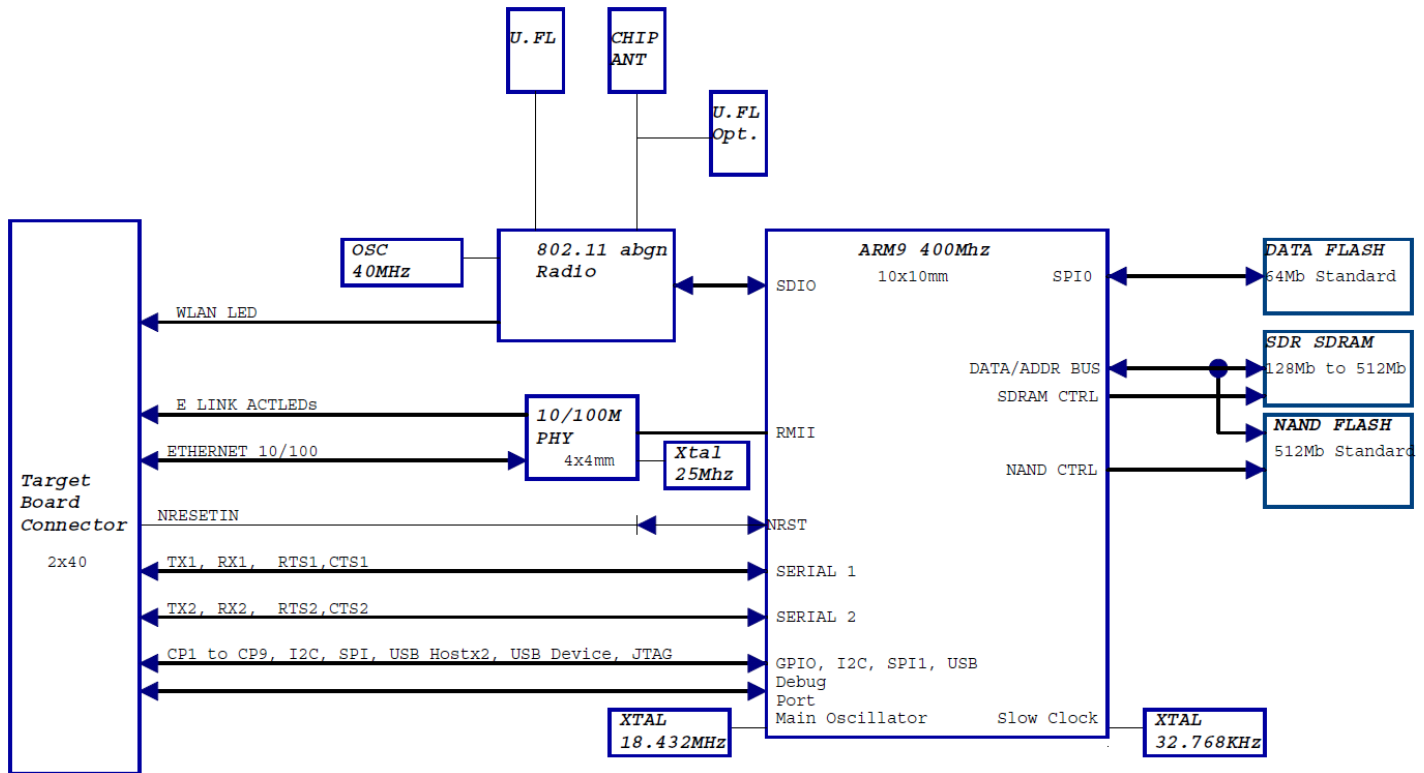 U.FL
CHIP
ANT
U.FL
Opt.
OSC
40MHz
802.11 abgn
Radio
ARM9 400Mhz
10x10mm
SDIO
SPI0
DATA FLASH
64Mb Standard
WLAN LED
SDR SDRAM
128Mb to 512Mb
DATA/ADDR BUS
SDRAM CTRL
E LINK ACTLEDs
10/100M
PHY
4x4mm
RMII
NAND FLASH
512Mb Standard
ETHERNET 10/100
Xtal
25Mhz
NAND CTRL
Target
Board
Connector
2x40
NRESETIN
NRST
TX1, RX1, RTS1,CTS1
SERIAL 1
TX2, RX2, RTS2,CTS2
SERIAL 2
CP1 to CP9, I2C, SPI, USB Hostx2, USB Device, JTAG
GPIO, I2C, SPI1, USB
Debug
Port
Main Oscillator
Slow Clock
XTAL
18.432MHz
XTAL
32.768KHz